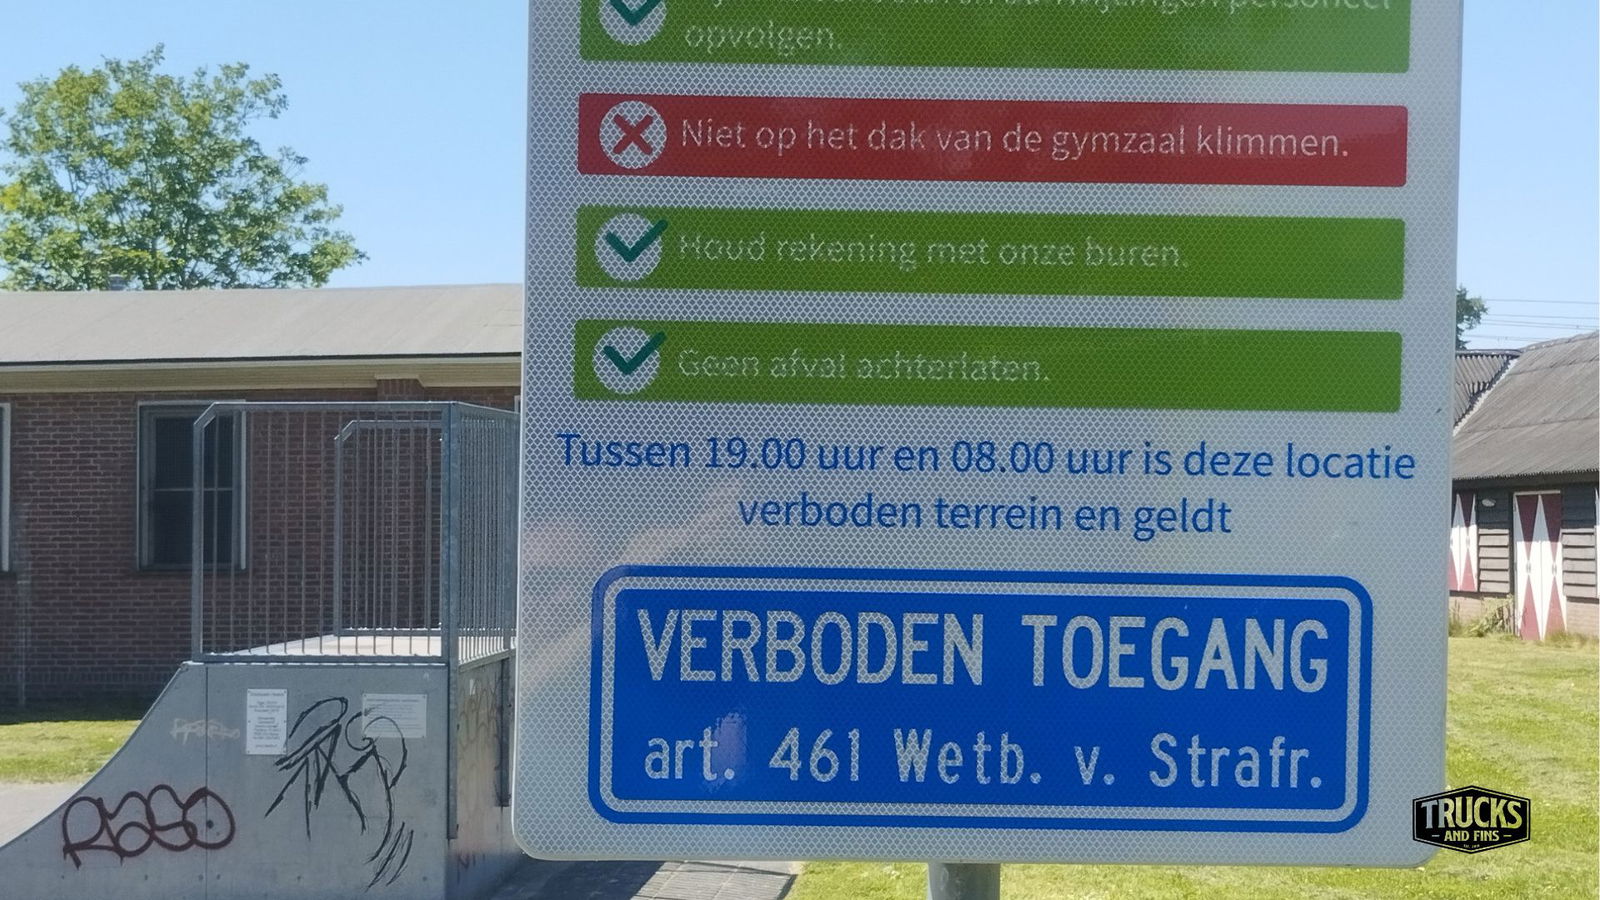 personeel
opvolgen.
Niet op het dak van de gymzaal klimmen.
Houd rekening met onze buren.
Geen afval achterlaten.
Tussen 19.00 uur en 08.00 uur is deze locatie
verboden terrein en geldt
VERBODEN TOEGANG
art. 461 Wetb. v. Strafr.
TRUCKS
AND FINS